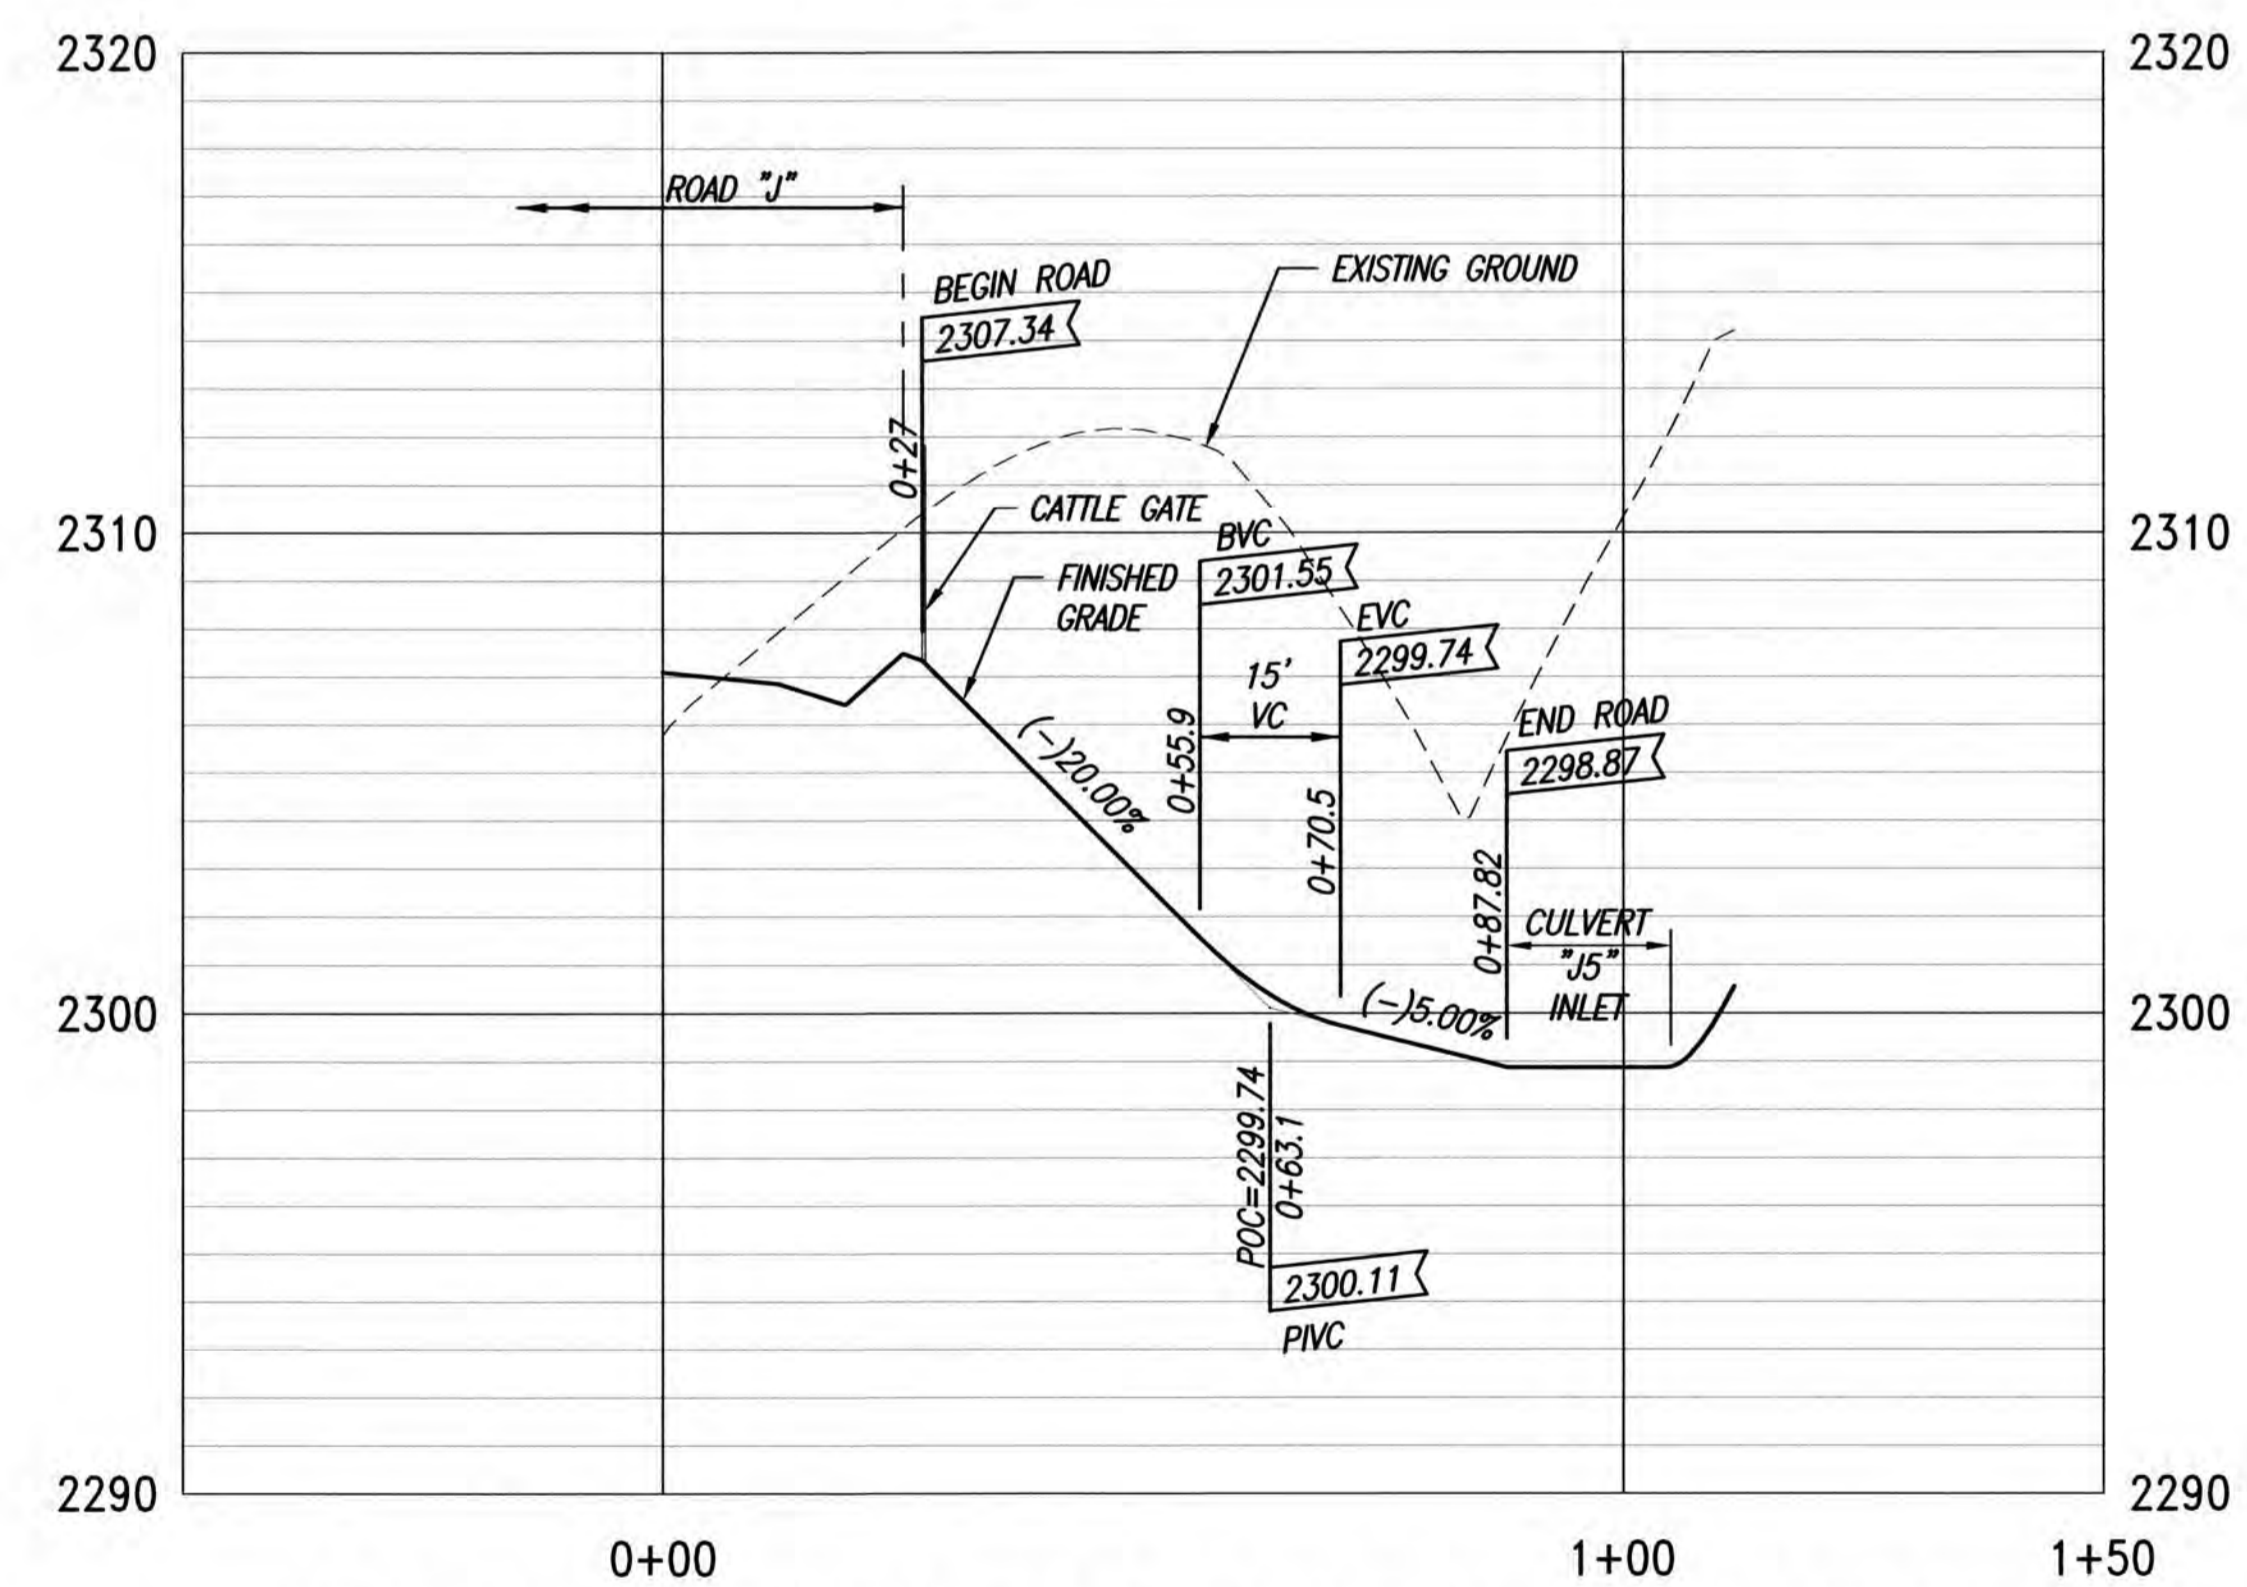 2320
2320
ROAD "J"
BEGIN ROAD
2307.34
EXISTING GROUND
0+27
CATTLE GATE
2310
2310
BVC
2301.55
FINISHED
GRADE
EVC
2299.74
15'
VC
END ROAD
2298.87
(-)20.00%
0+55.9
0+70.5
0+87.82
CULVERT
"J5"
INLET
2300
(-)5.00%
2300
POC=2299.74
0+63.1
2300.11
PIVC
2290
2290
0+00
1+00
1+50